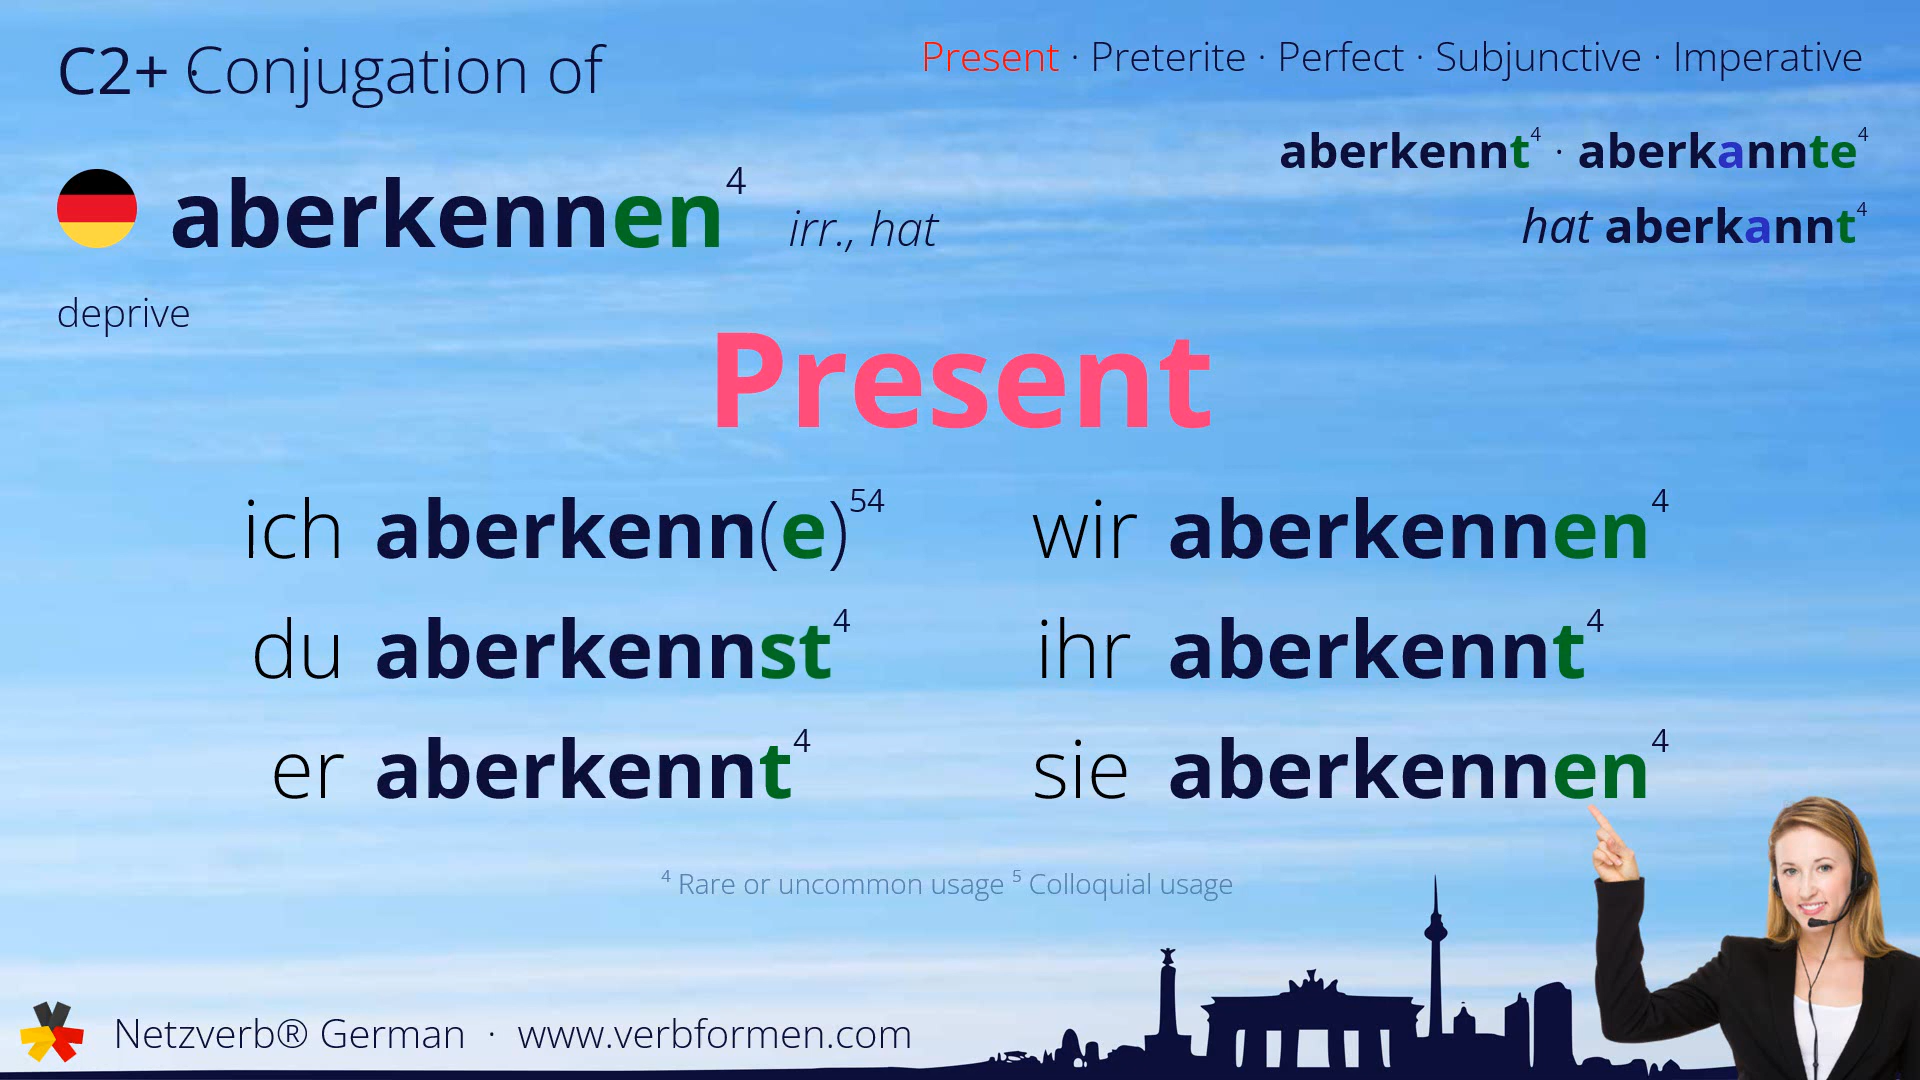 C2+ · Conjugation of
Present · Preterite · Perfect · Subjunctive · Imperative
aberkennen⁴ irr., hat
aberkennt⁴ · aberkannte⁴
hat aberkannt⁴
deprive
Present
ich aberkenn(e)⁵⁴
du aberkennst⁴
er aberkennt⁴
wir aberkennen⁴
ihr aberkennt⁴
sie aberkennen⁴
⁴ Rare or uncommon usage ⁵ Colloquial usage
Netzverb® German · www.verbformen.com